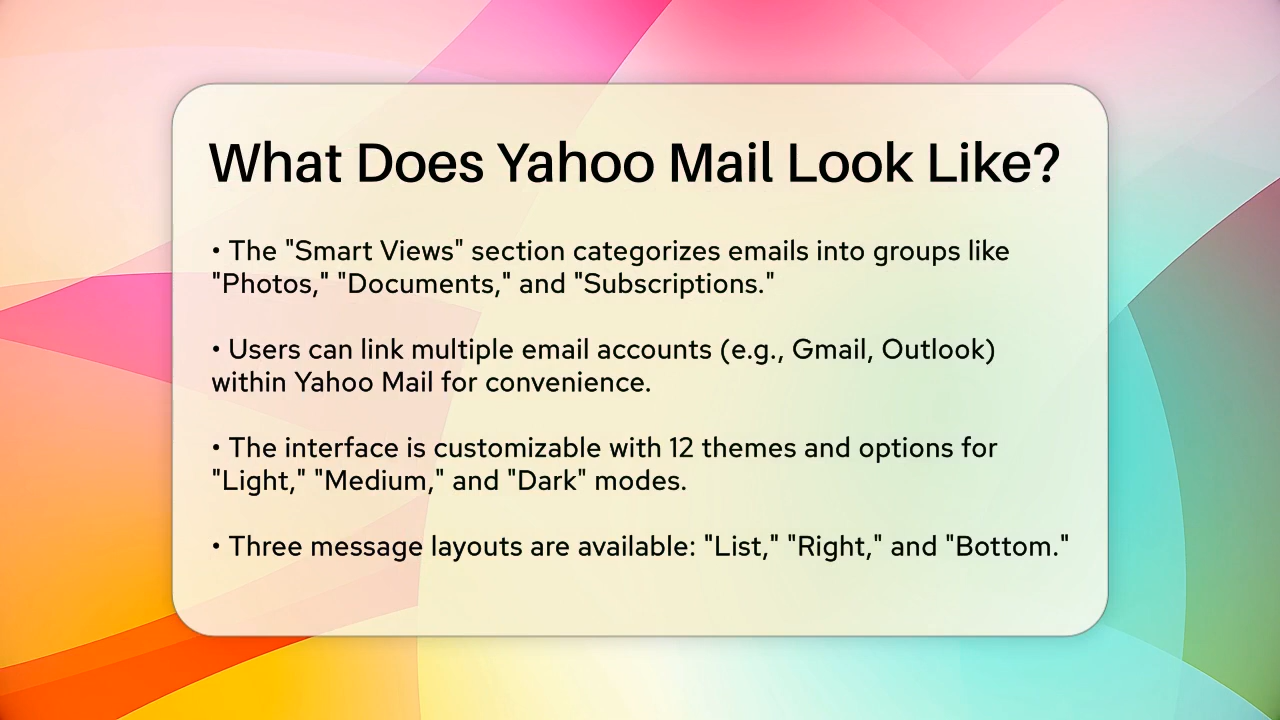 What Does Yahoo Mail Look Like?
• The "Smart Views" section categorizes emails into groups like
"Photos," "Documents," and "Subscriptions."
• Users can link multiple email accounts (e.g., Gmail, Outlook)
within Yahoo Mail for convenience.
• The interface is customizable with 12 themes and options for
"Light," "Medium," and "Dark" modes.
• Three message layouts are available: "List," "Right," and "Bottom."